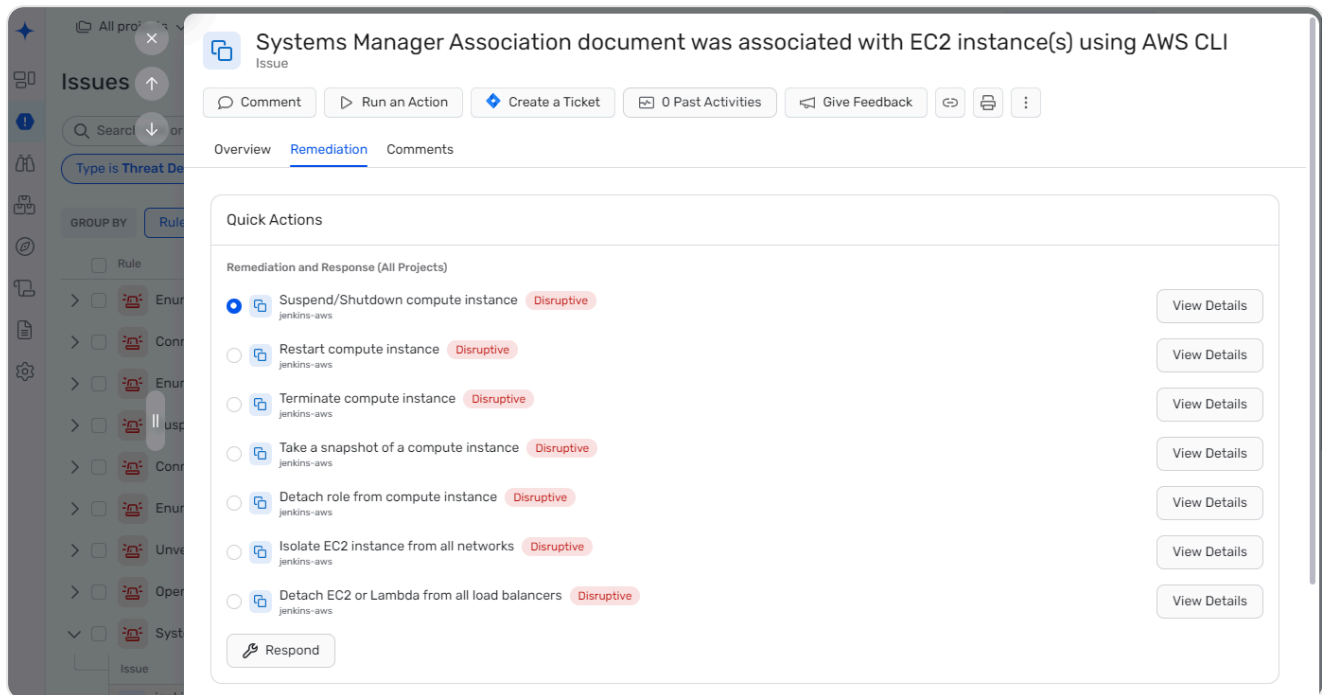 All pro
Issues
Search
or
Type is Threat De
GROUP BY
Rule
Rule
Enur
Conr
Enur
usp
Conr
Enur
Unve
Oper
Syst
Issue
Systems Manager Association document was associated with EC2 instance(s) using AWS CLI
Issue
Comment
Run an Action
Create a Ticket
0 Past Activities
Give Feedback
Overview
Remediation
Comments
Quick Actions
Remediation and Response (All Projects)
Suspend/Shutdown compute instance Disruptive
jenkins-aws
View Details
Restart compute instance Disruptive
jenkins-aws
View Details
Terminate compute instance Disruptive
jenkins-aws
View Details
Take a snapshot of a compute instance Disruptive
jenkins-aws
View Details
Detach role from compute instance Disruptive
jenkins-aws
View Details
Isolate EC2 instance from all networks Disruptive
jenkins-aws
View Details
Detach EC2 or Lambda from all load balancers Disruptive
jenkins-aws
View Details
Respond